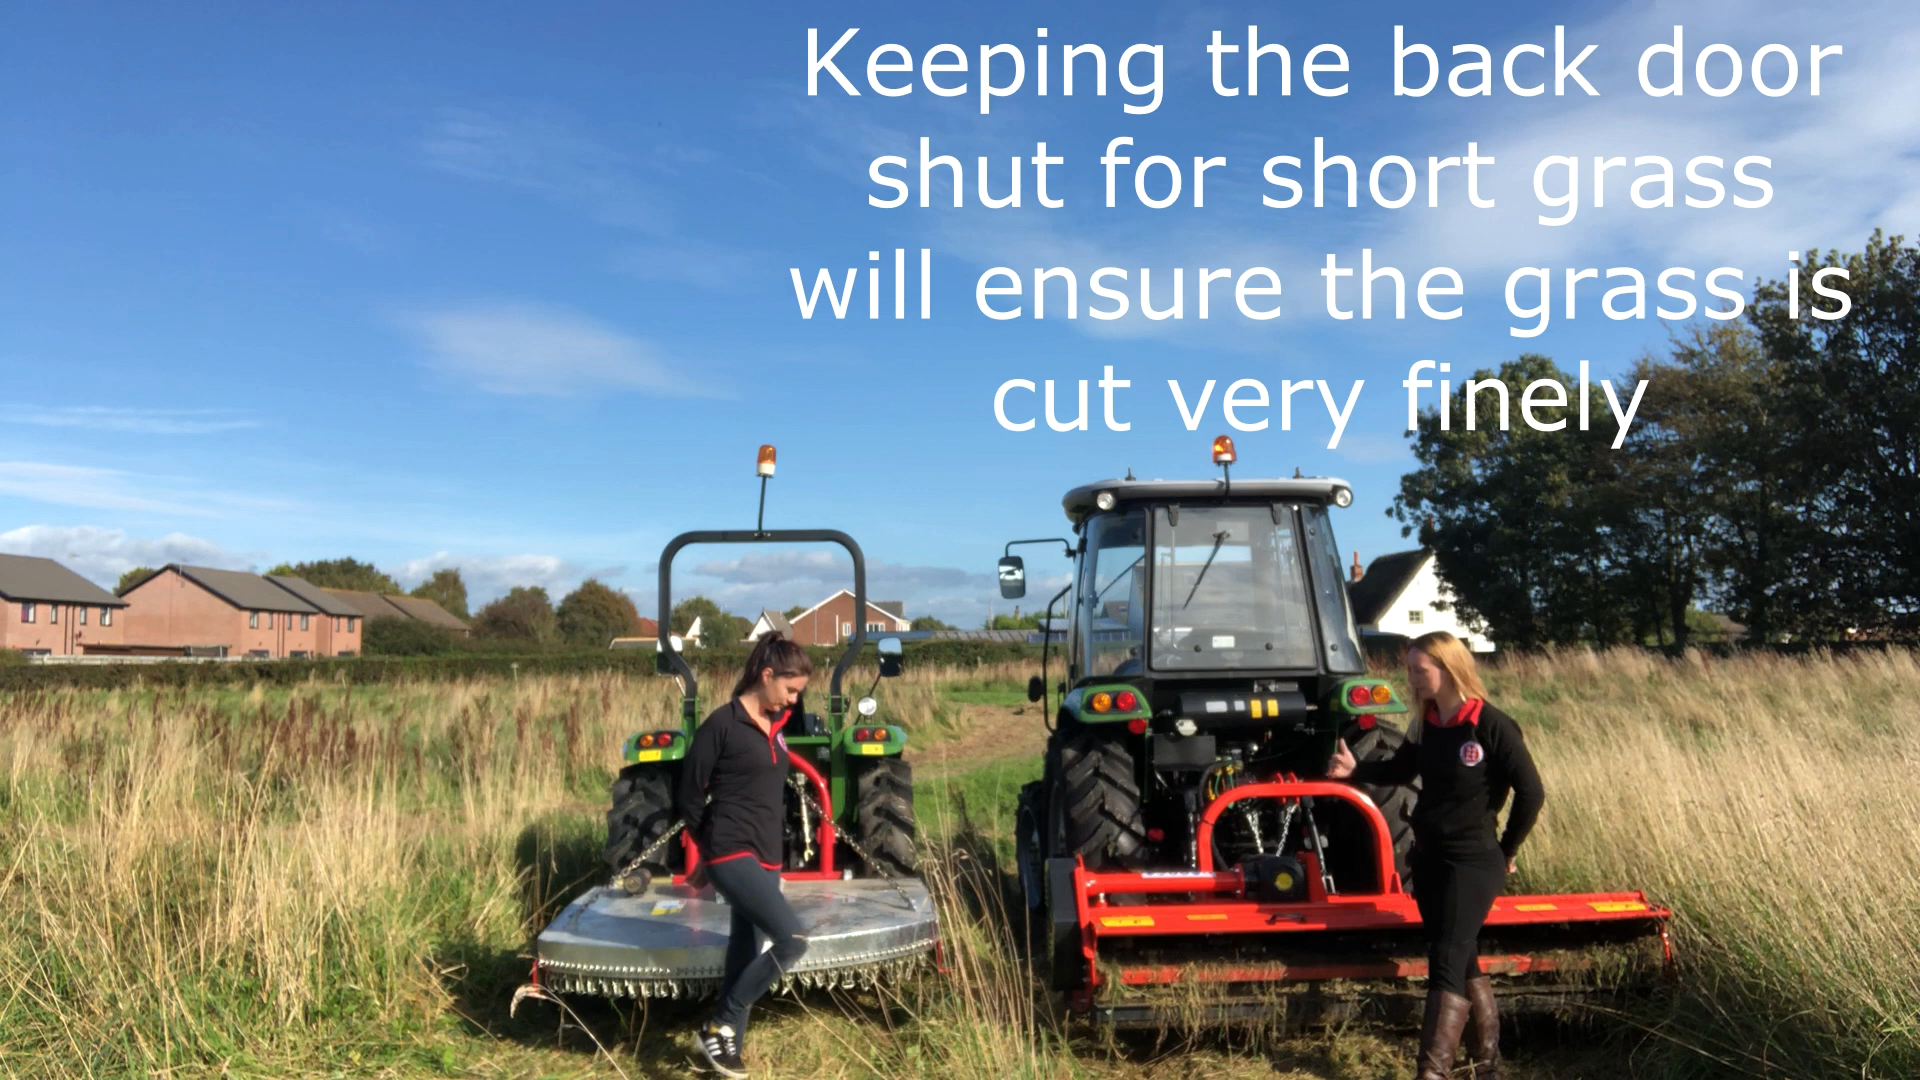 Keeping the back door
shut for short grass
will ensure the grass is
cut very finely